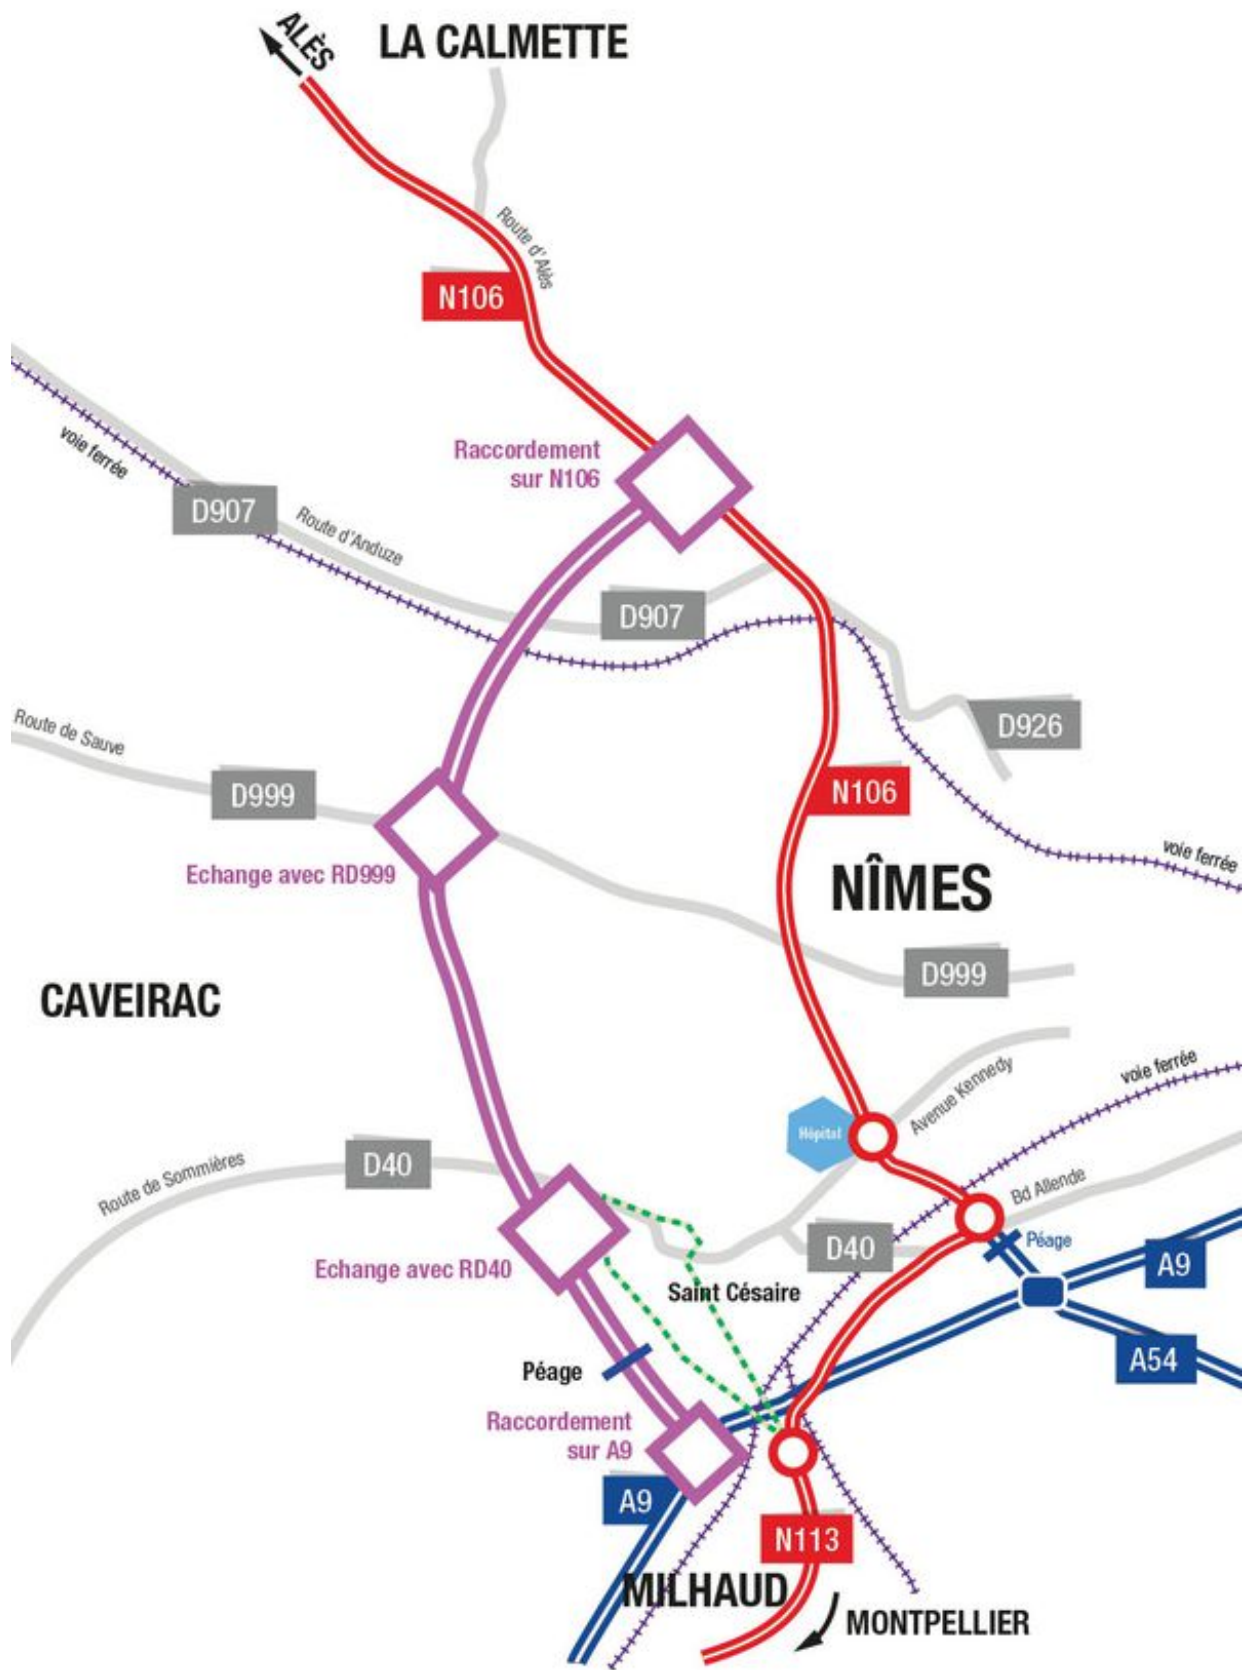 ALÈS
LA CALMETTE
Route d'Alès
N106
Raccordement
sur N106
voie ferrée
D907
Route d'Anduze
D907
D926
Route de Sauve
D999
N106
voie ferrée
Echange avec RD999
NÎMES
D999
CAVEIRAC
Avenue Kennedy
voie ferrée
Hôpital
Route de Sommières
D40
Bd Allende
D40
Péage
A9
Echange avec RD40
Saint Césaire
A54
Péage
Raccordement
sur A9
A9
N113
MILHAUD
MONTPELLIER